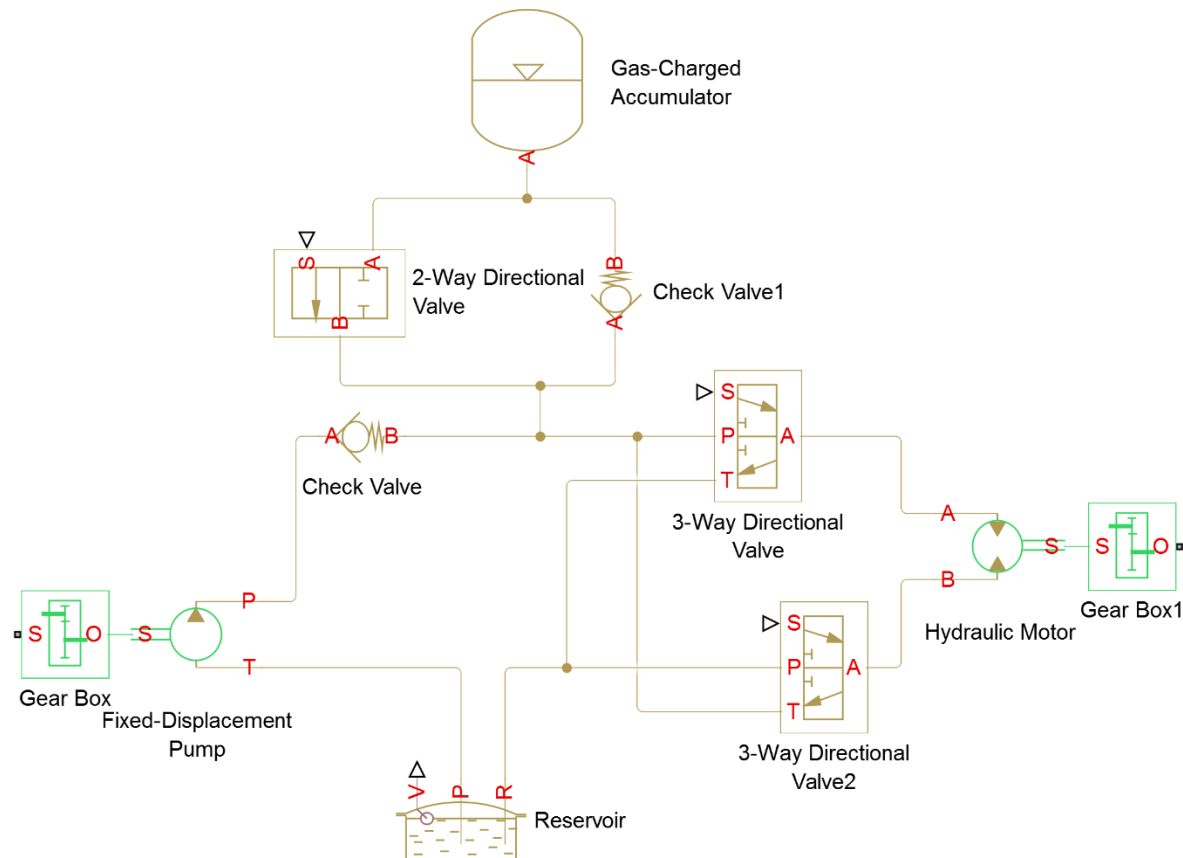 Gas-Charged
Accumulator
A
S
A
B
2-Way Directional
Valve
B
A
Check Valve1
A
B
Check Valve
S
P
T
A
3-Way Directional
Valve
A
B
S
S
O
Gear Box1
Hydraulic Motor
S
O
S
P
T
Gear Box
Fixed-Displacement
Pump
S
P
T
A
3-Way Directional
Valve2
V
P
R
Reservoir